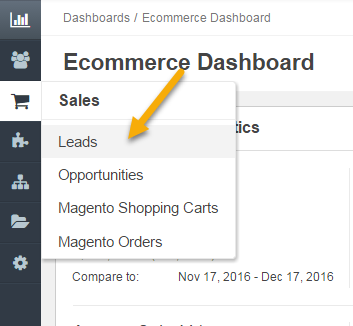 Dashboards / Ecommerce Dashboard
Ecommerce Dashboard
Sales
tics
Leads
Opportunities
Magento Shopping Carts
Magento Orders
Compare to: Nov 17, 2016 - Dec 17, 2016